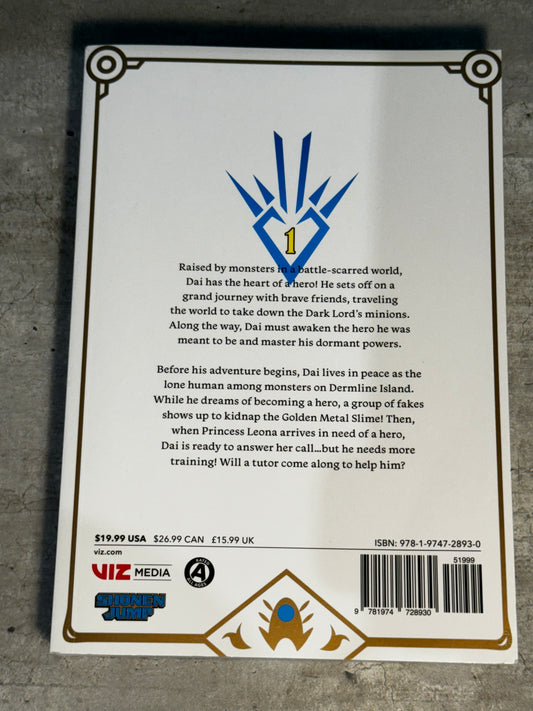 1
Raised by monsters in a battle-scarred world,
Dai has the heart of a hero! He sets off on a
grand journey with brave friends, traveling
the world to take down the Dark Lord's minions.
Along the way, Dai must awaken the hero he was
meant to be and master his dormant powers.
Before his adventure begins, Dai lives in peace as the
lone human among monsters on Dermline Island.
While he dreams of becoming a hero, a group of fakes
shows up to kidnap the Golden Metal Slime! Then,
when Princess Leona arrives in need of a hero,
Dai is ready to answer her call...but he needs more
training! Will a tutor come along to help him?
$19.99 USA $26.99 CAN £15.99 UK
viz.com
VIZ MEDIA
RATED
A
ALL AGES
SHONEN
JUMP
ISBN: 978-1-9747-2893-0
51999
9 781974 728930